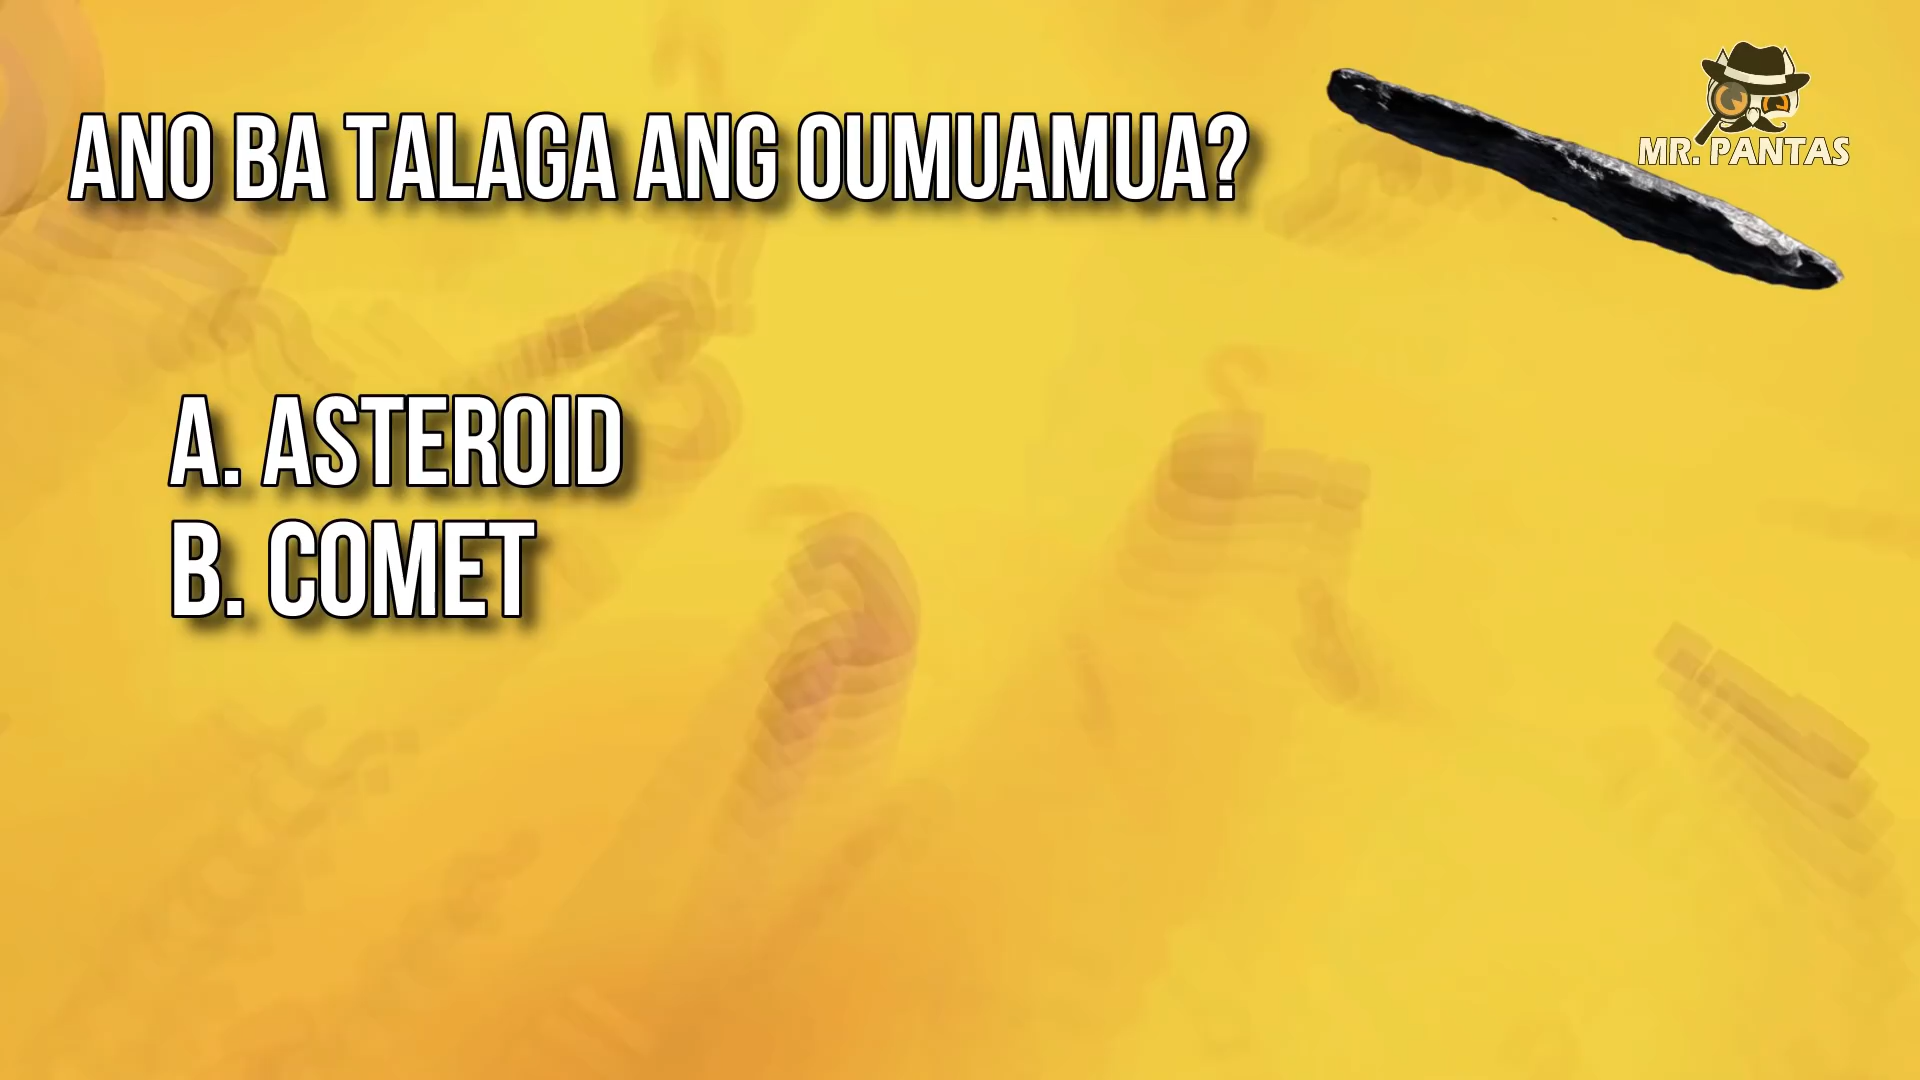 ANO BA TALAGA ANG OUMUAMUA?
MR. PANTAS
A. ASTEROID
B. COMET